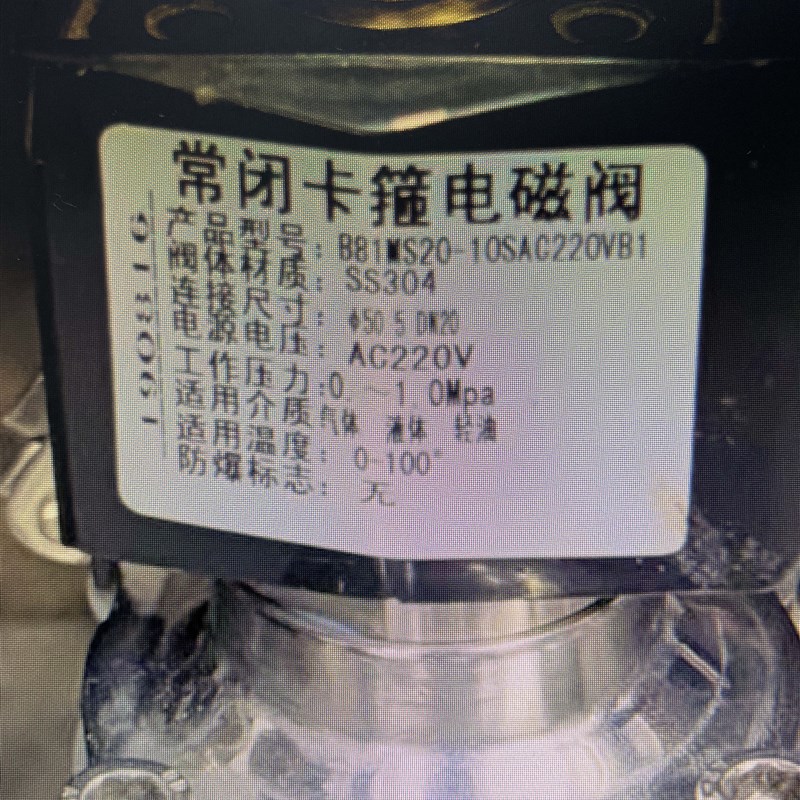 常闭卡箍电磁阀
产品型号: B81MS20-10SAC220VB1
阀体材质: SS304
连接尺寸: Φ50.5 DN20
电源电压: AC220V
工作压力:0.~1.0Mpa
适用介质 气体 液体 轻油
适用温度: 0-100°
防爆标志: 无